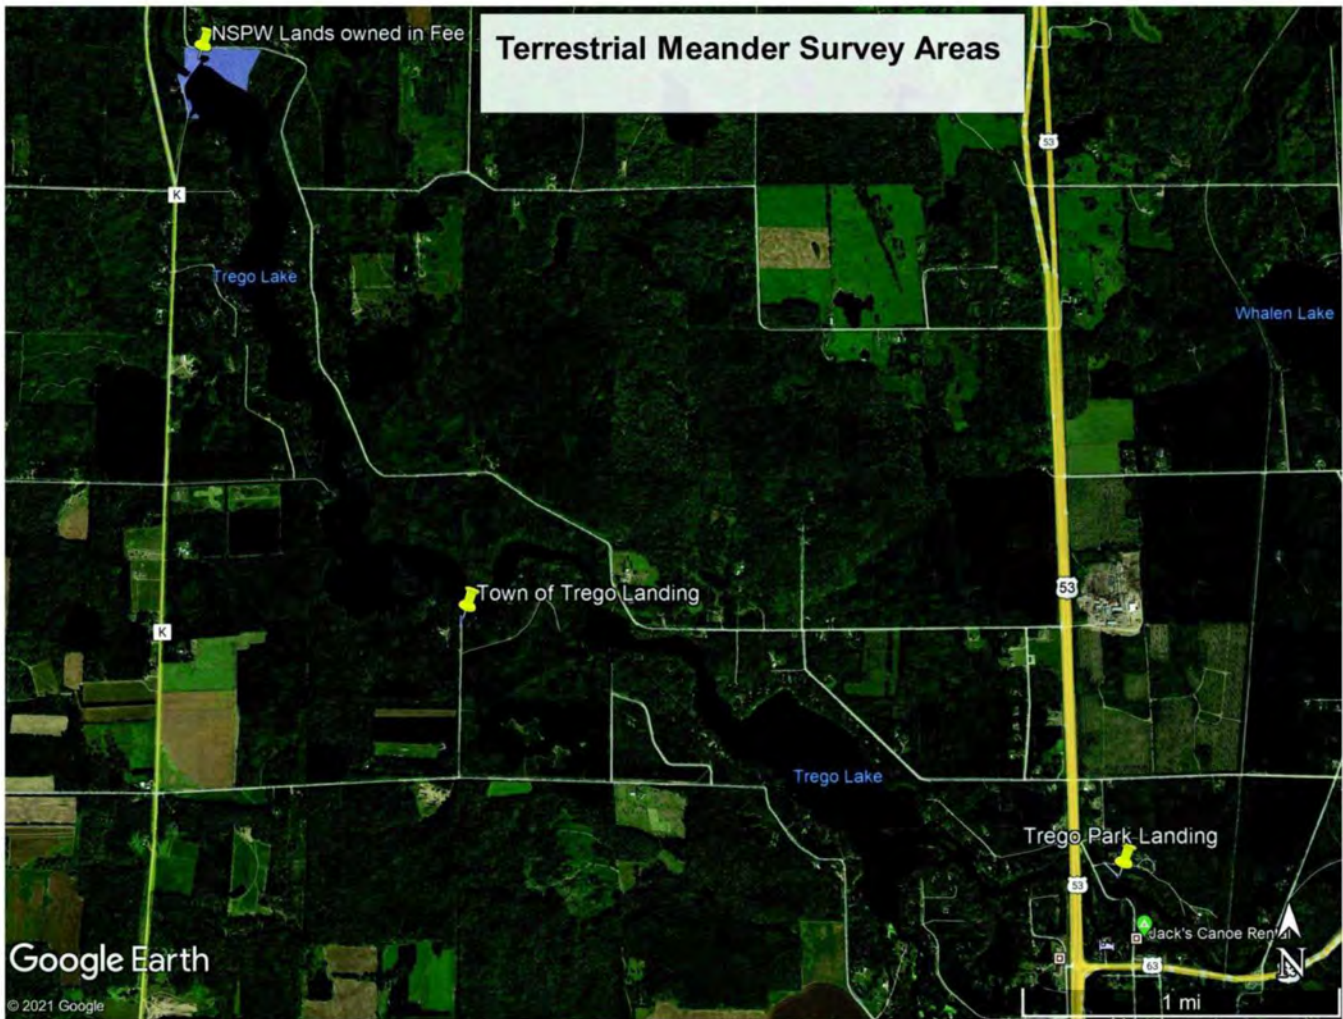 NSPW Lands owned in Fee
Terrestrial Meander Survey Areas
53
K
Trego Lake
Whalen Lake
53
Town of Trego Landing
K
Trego Lake
Trego Park Landing
53
Jack's Canoe Rental
N
63
Google Earth
1 mi
© 2021 Google